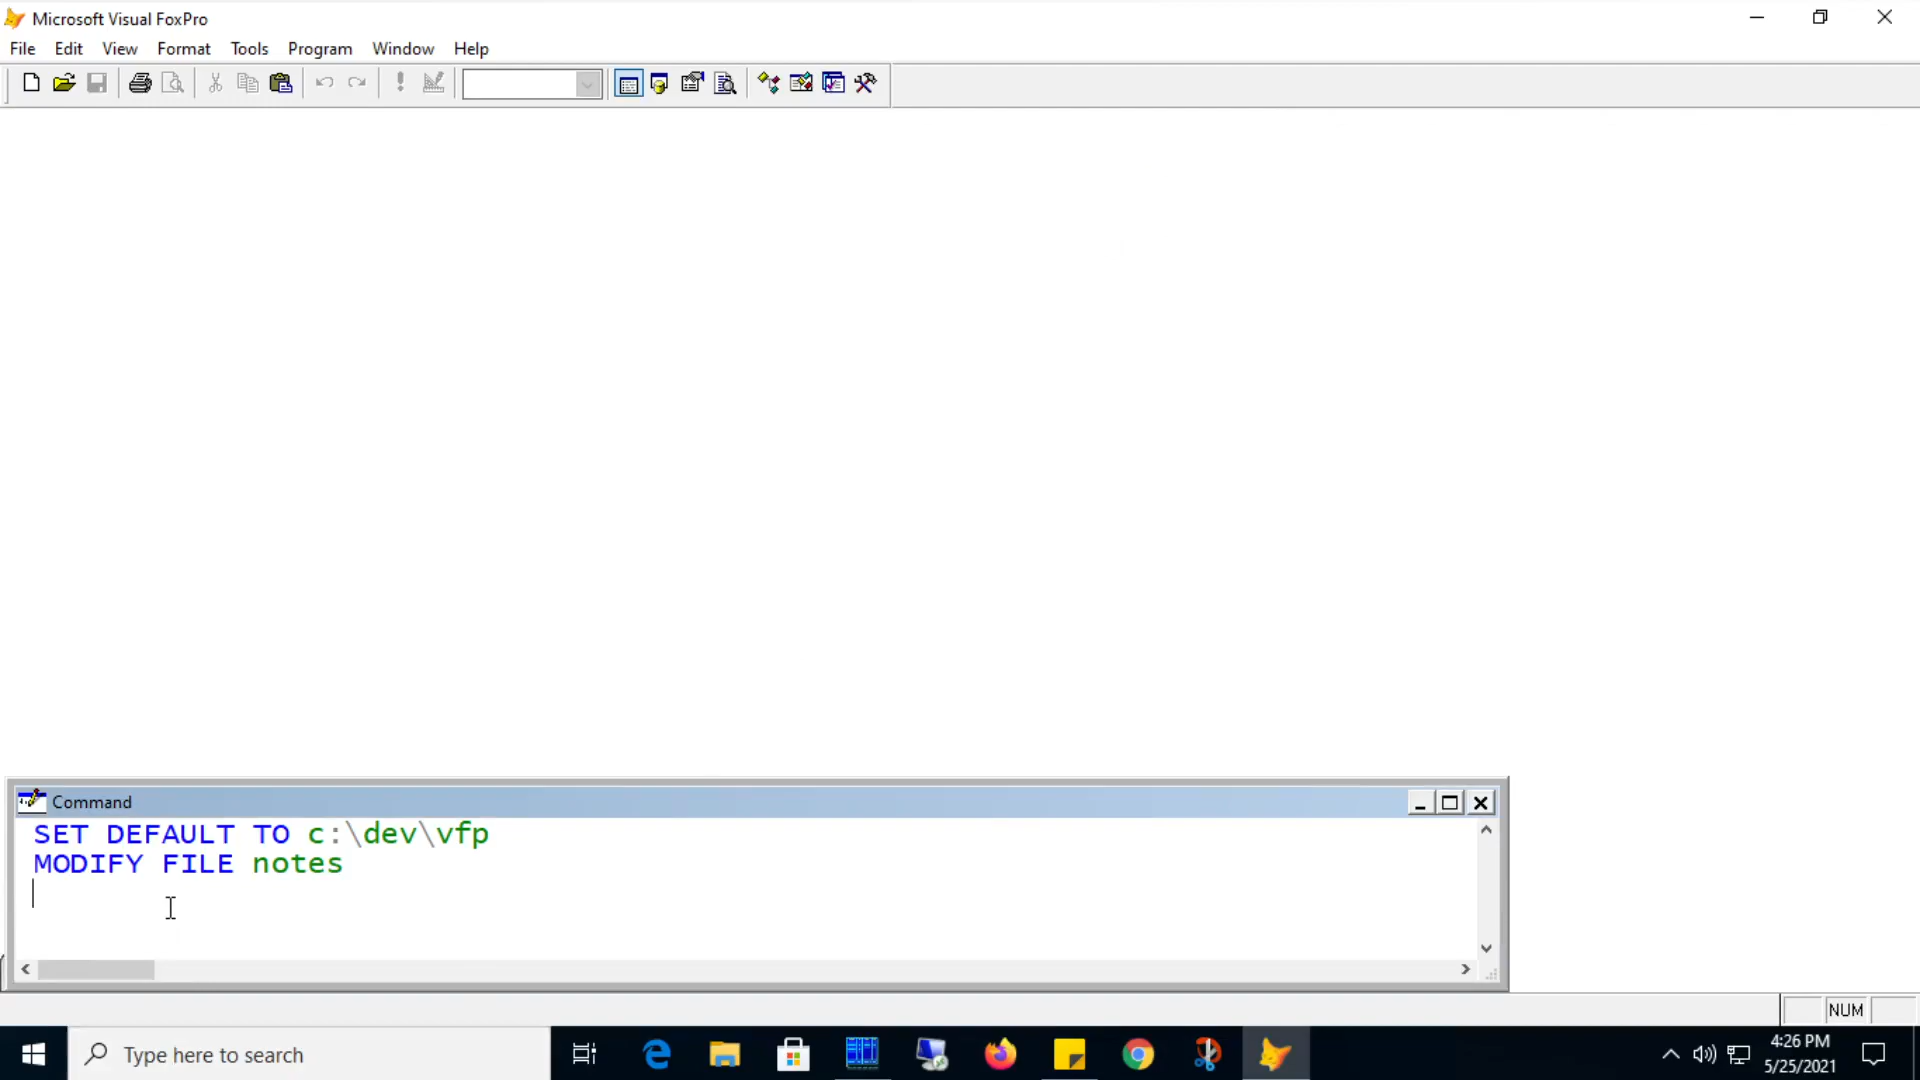 Microsoft Visual FoxPro
File Edit View Format Tools Program Window Help
Command
SET DEFAULT TO c:\dev\vfp
MODIFY FILE notes
NUM
Type here to search
4:26 PM
5/25/2021